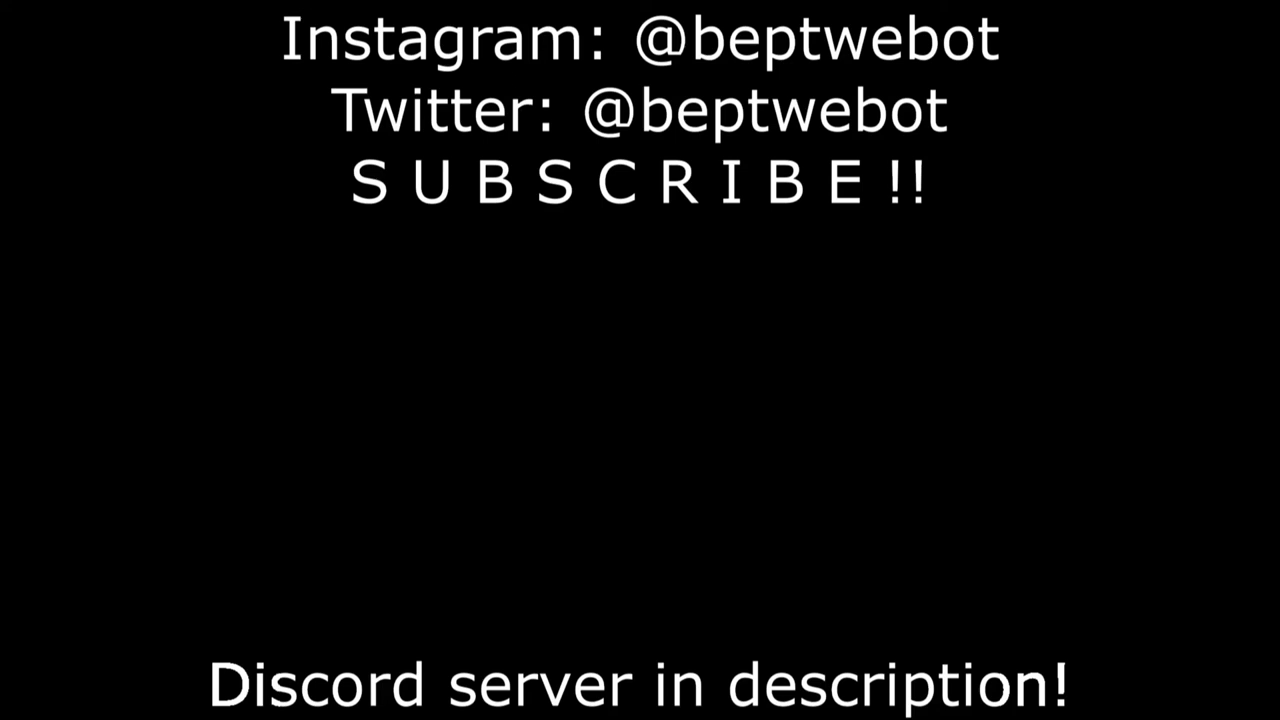 Instagram: @beptwebot
Twitter: @beptwebot
S U B S C R I B E !!
Discord server in description!